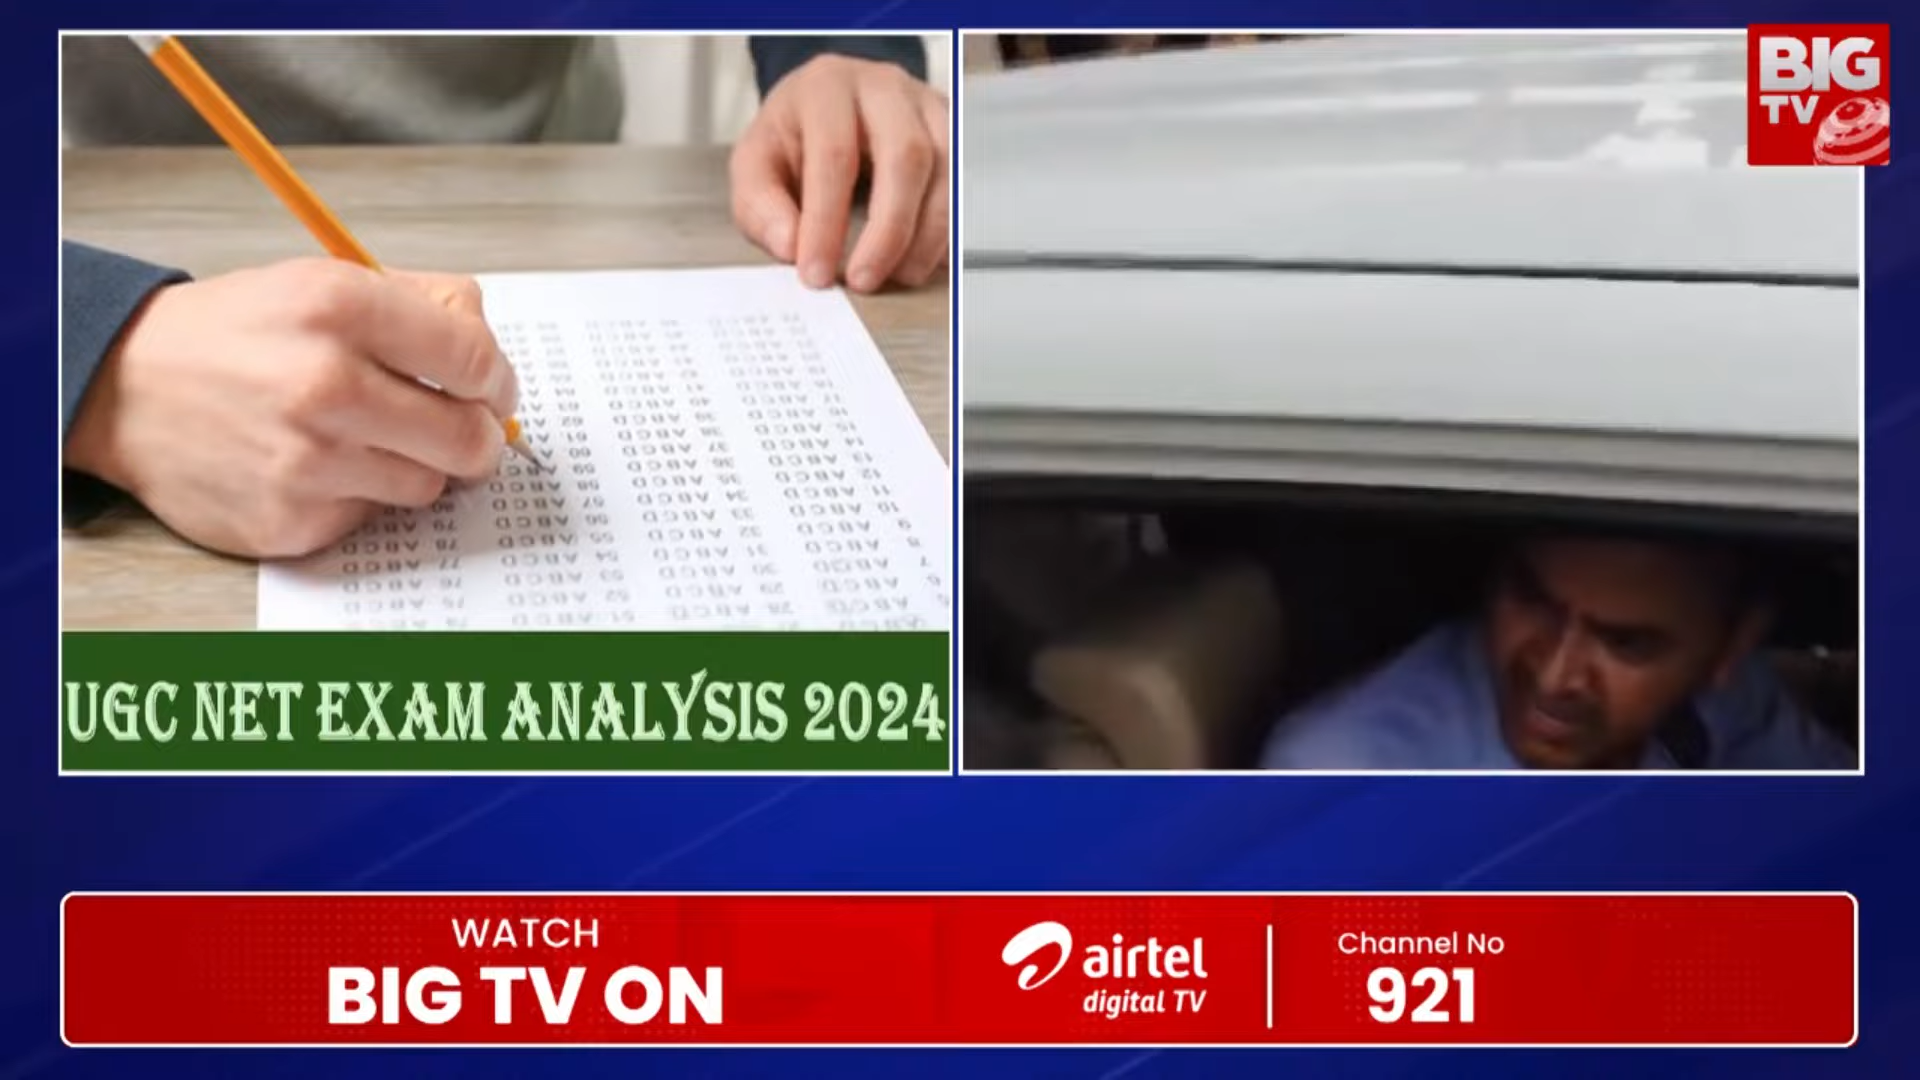 BIG
TV
UGC NET EXAM ANALYSIS 2024
WATCH
BIG TV ON
airtel
digital TV
Channel No
921